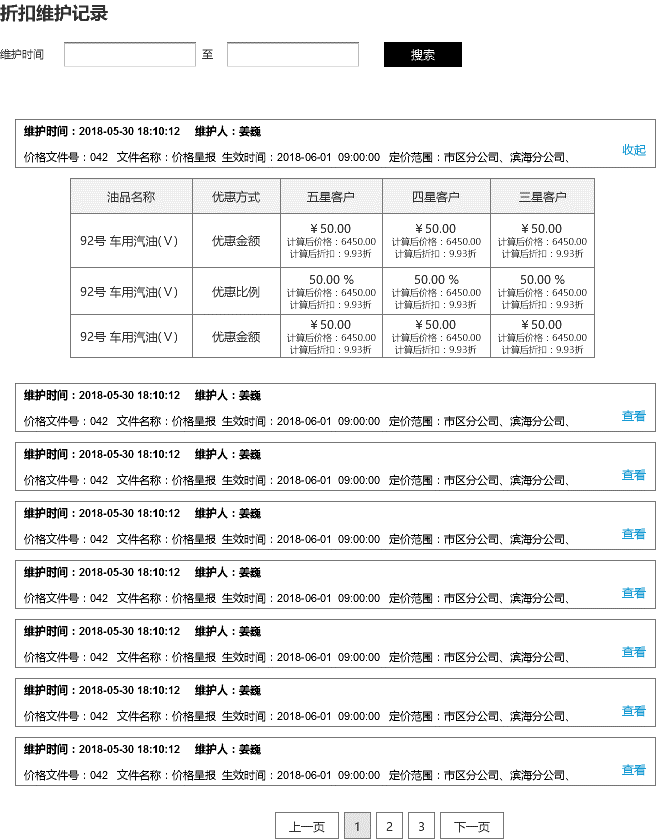 折扣维护记录
维护时间 至 搜索
维护时间：2018-05-30 18:10:12 维护人：姜巍
价格文件号：042 文件名称：价格呈报 生效时间：2018-06-01 09:00:00 定价范围：市区分公司、滨海分公司、 收起
油品名称 优惠方式 五星客户 四星客户 三星客户
92号 车用汽油(Ⅴ) 优惠金额 ￥50.00 ￥50.00 ￥50.00
计算后价格：6450.00 计算后价格：6450.00 计算后价格：6450.00
计算后折扣：9.93折 计算后折扣：9.93折 计算后折扣：9.93折
92号 车用汽油(Ⅴ) 优惠比例 50.00 % 50.00 % 50.00 %
计算后价格：6450.00 计算后价格：6450.00 计算后价格：6450.00
计算后折扣：9.93折 计算后折扣：9.93折 计算后折扣：9.93折
92号 车用汽油(Ⅴ) 优惠金额 ￥50.00 ￥50.00 ￥50.00
计算后价格：6450.00 计算后价格：6450.00 计算后价格：6450.00
计算后折扣：9.93折 计算后折扣：9.93折 计算后折扣：9.93折
维护时间：2018-05-30 18:10:12 维护人：姜巍
价格文件号：042 文件名称：价格呈报 生效时间：2018-06-01 09:00:00 定价范围：市区分公司、滨海分公司、 查看
维护时间：2018-05-30 18:10:12 维护人：姜巍
价格文件号：042 文件名称：价格呈报 生效时间：2018-06-01 09:00:00 定价范围：市区分公司、滨海分公司、 查看
维护时间：2018-05-30 18:10:12 维护人：姜巍
价格文件号：042 文件名称：价格呈报 生效时间：2018-06-01 09:00:00 定价范围：市区分公司、滨海分公司、 查看
维护时间：2018-05-30 18:10:12 维护人：姜巍
价格文件号：042 文件名称：价格呈报 生效时间：2018-06-01 09:00:00 定价范围：市区分公司、滨海分公司、 查看
维护时间：2018-05-30 18:10:12 维护人：姜巍
价格文件号：042 文件名称：价格呈报 生效时间：2018-06-01 09:00:00 定价范围：市区分公司、滨海分公司、 查看
维护时间：2018-05-30 18:10:12 维护人：姜巍
价格文件号：042 文件名称：价格呈报 生效时间：2018-06-01 09:00:00 定价范围：市区分公司、滨海分公司、 查看
维护时间：2018-05-30 18:10:12 维护人：姜巍
价格文件号：042 文件名称：价格呈报 生效时间：2018-06-01 09:00:00 定价范围：市区分公司、滨海分公司、 查看
上一页 1 2 3 下一页